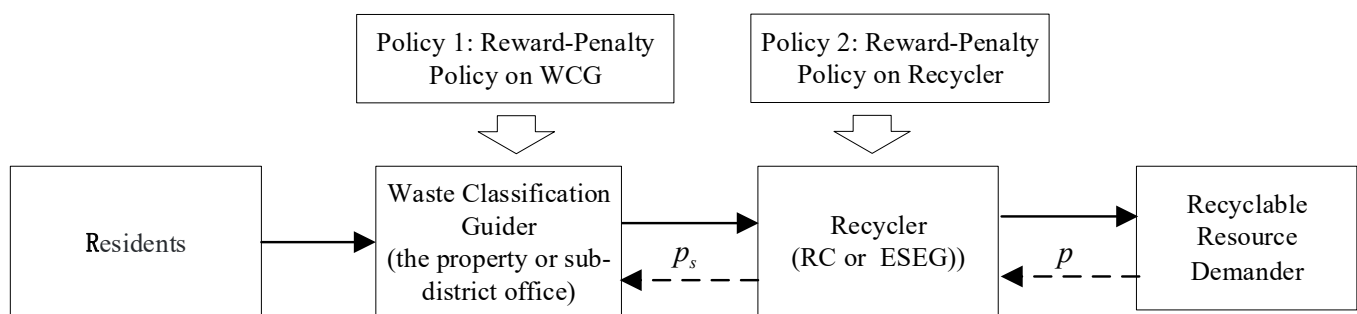 Policy 1: Reward-Penalty
Policy on WCG
Policy 2: Reward-Penalty
Policy on Recycler
Residents
Waste Classification
Guider
(the property or sub-
district office)
p_s
Recycler
(RC or ESEG))
p
Recyclable
Resource
Demander